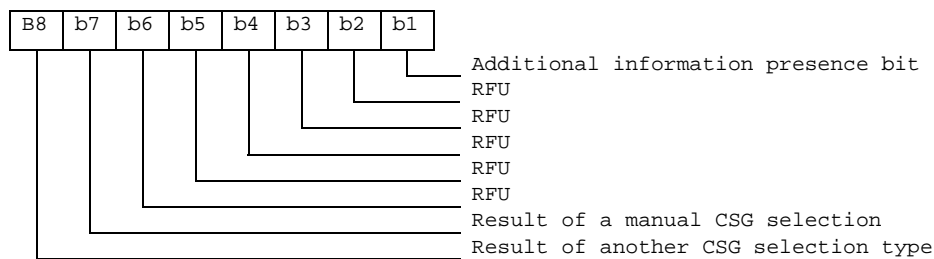 B8 b7 b6 b5 b4 b3 b2 b1
Additional information presence bit
RFU
RFU
RFU
RFU
RFU
Result of a manual CSG selection
Result of another CSG selection type